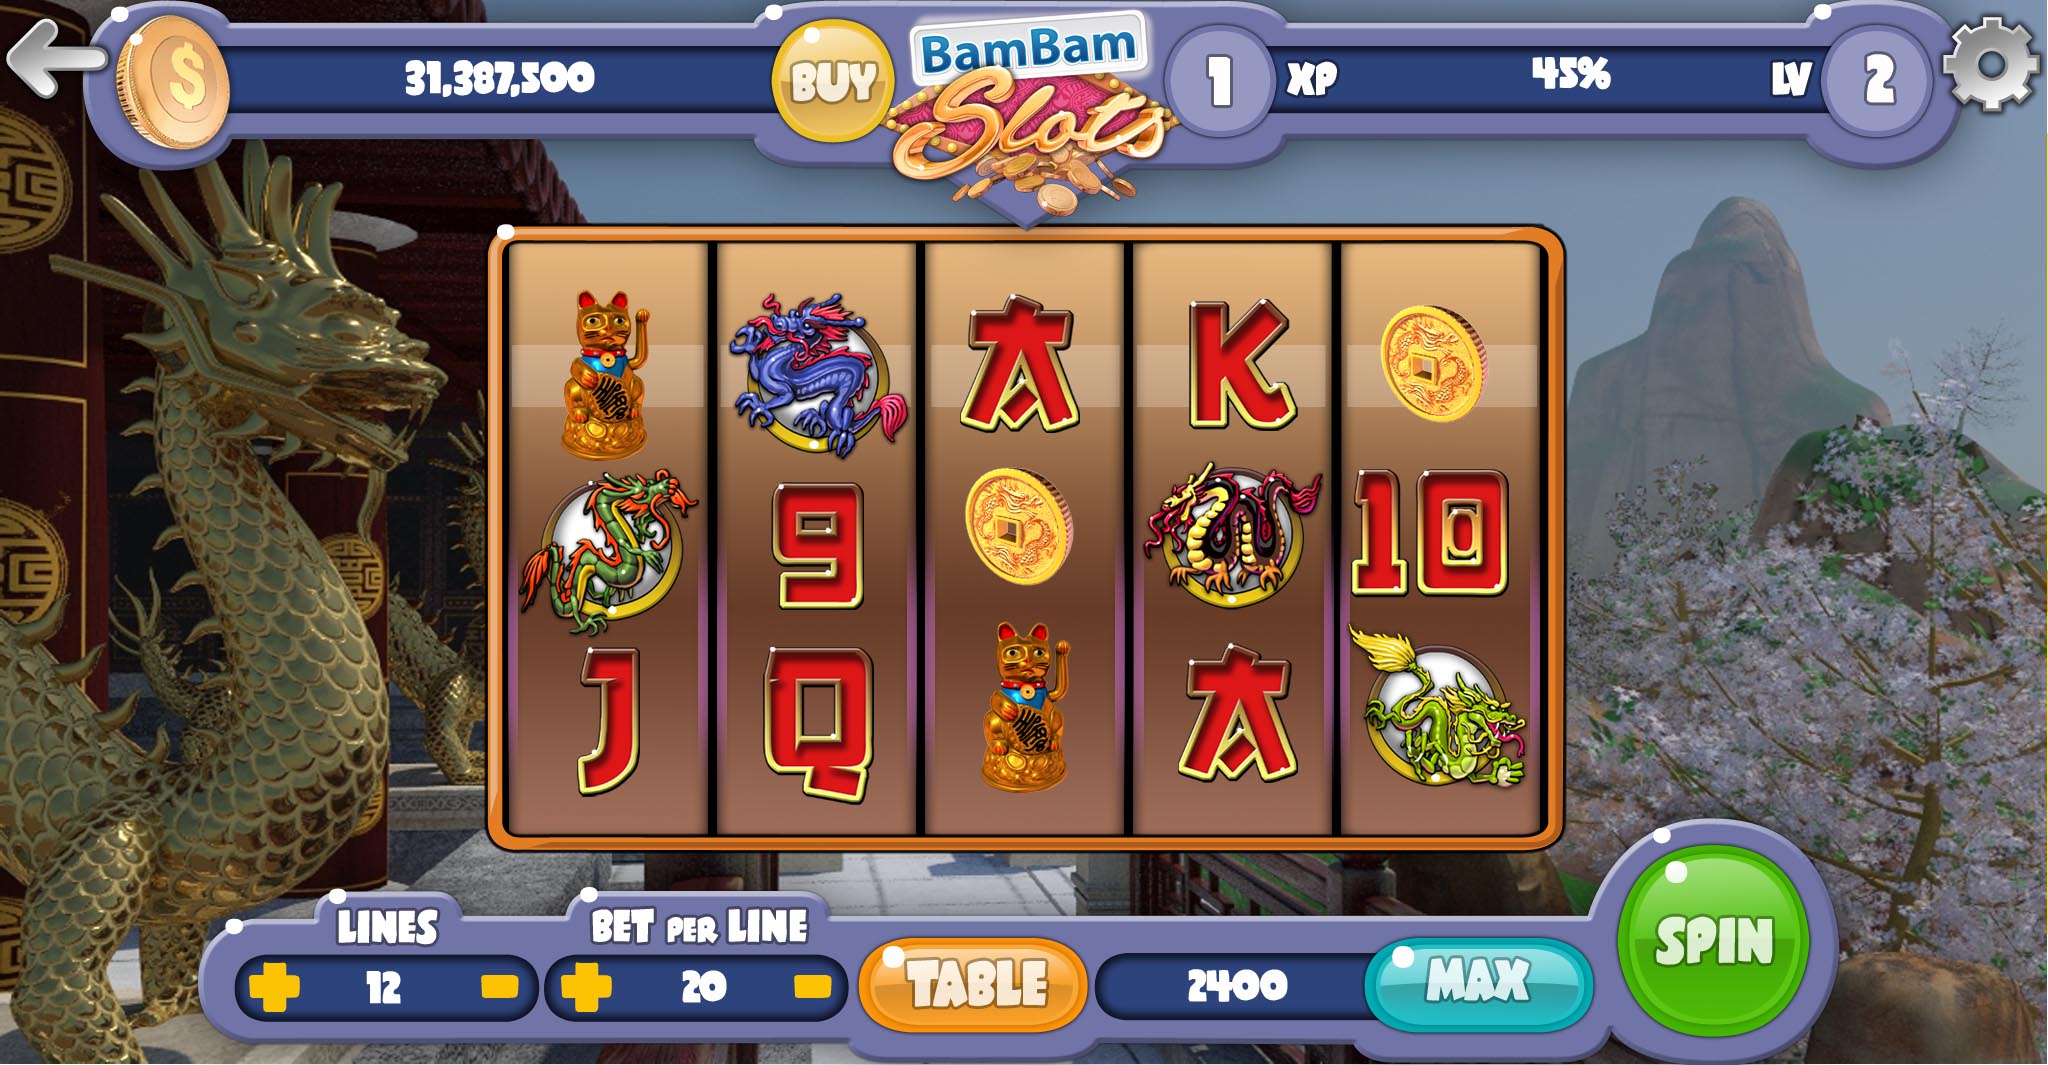 31,387,500
BUY
BamBam
Slots
1
XP
45%
LV
2
A
K
9
10
J
Q
A
LINES
12
BET PER LINE
20
TABLE
2400
MAX
SPIN